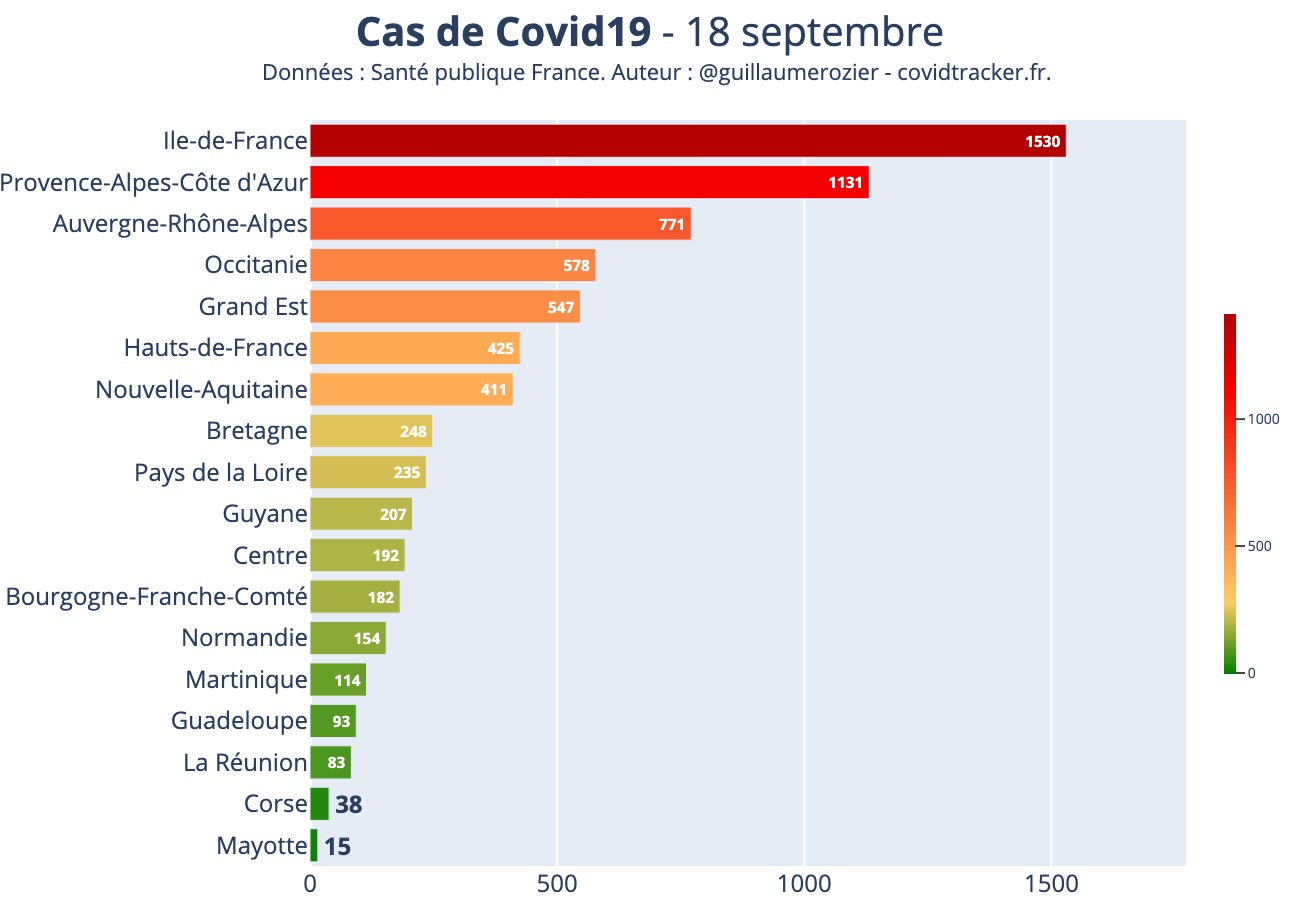 Cas de Covid19 - 18 septembre
Données : Santé publique France. Auteur : @guillaumerozier - covidtracker.fr.
Ile-de-France 1530
Provence-Alpes-Côte d'Azur 1131
Auvergne-Rhône-Alpes 771
Occitanie 578
Grand Est 547
Hauts-de-France 425
Nouvelle-Aquitaine 411
Bretagne 248
Pays de la Loire 235
Guyane 207
Centre 192
Bourgogne-Franche-Comté 182
Normandie 154
Martinique 114
Guadeloupe 93
La Réunion 83
Corse 38
Mayotte 15
0 500 1000 1500
1000
500
0